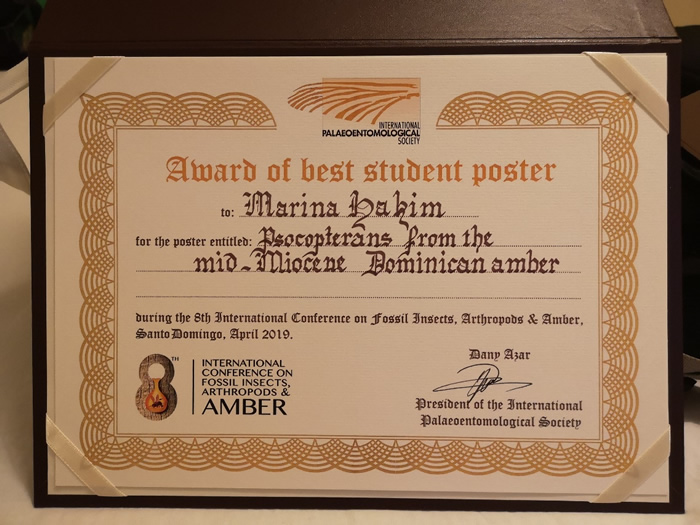 INTERNATIONAL
PALAEOENTOMOLOGICAL
SOCIETY
Award of best student poster
to: Marina Hakim
for the poster entitled: Psocopterans from the
mid-Miocene Dominican amber
during the 8th International Conference on Fossil Insects, Arthropods & Amber,
Santo Domingo, April 2019.
8TH
INTERNATIONAL
CONFERENCE ON
FOSSIL INSECTS,
ARTHROPODS &
AMBER
Dany Azar
President of the International
Palaeoentomological Society